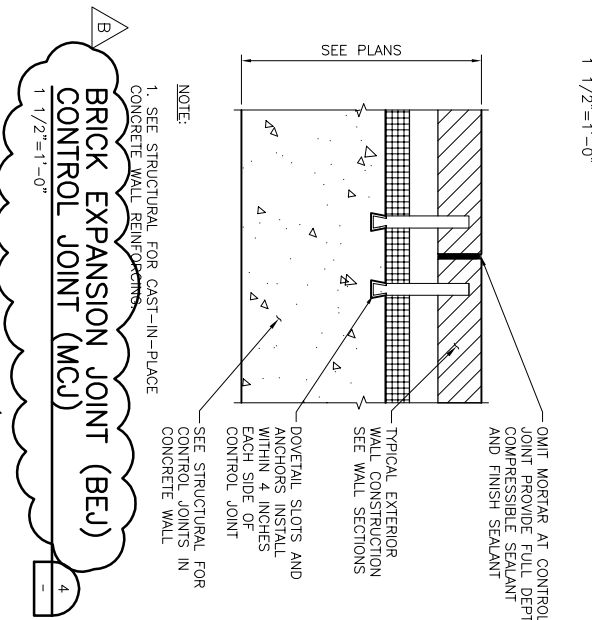 1 1/2"=1'-0"
SEE PLANS
OMIT MORTAR AT CONTROL
JOINT PROVIDE FULL DEPT
COMPRESSIBLE SEALANT
AND FINISH SEALANT
TYPICAL EXTERIOR
WALL CONSTRUCTION
SEE WALL SECTIONS
DOVETAIL SLOTS AND
ANCHORS INSTALL
WITHIN 4 INCHES
EACH SIDE OF
CONTROL JOINT
SEE STRUCTURAL FOR
CONTROL JOINTS IN
CONCRETE WALL
NOTE:
1. SEE STRUCTURAL FOR CAST-IN-PLACE
CONCRETE WALL REINFORCING.
B
BRICK EXPANSION JOINT (BEJ)
CONTROL JOINT (MCJ)
1 1/2"=1'-0"
4
-